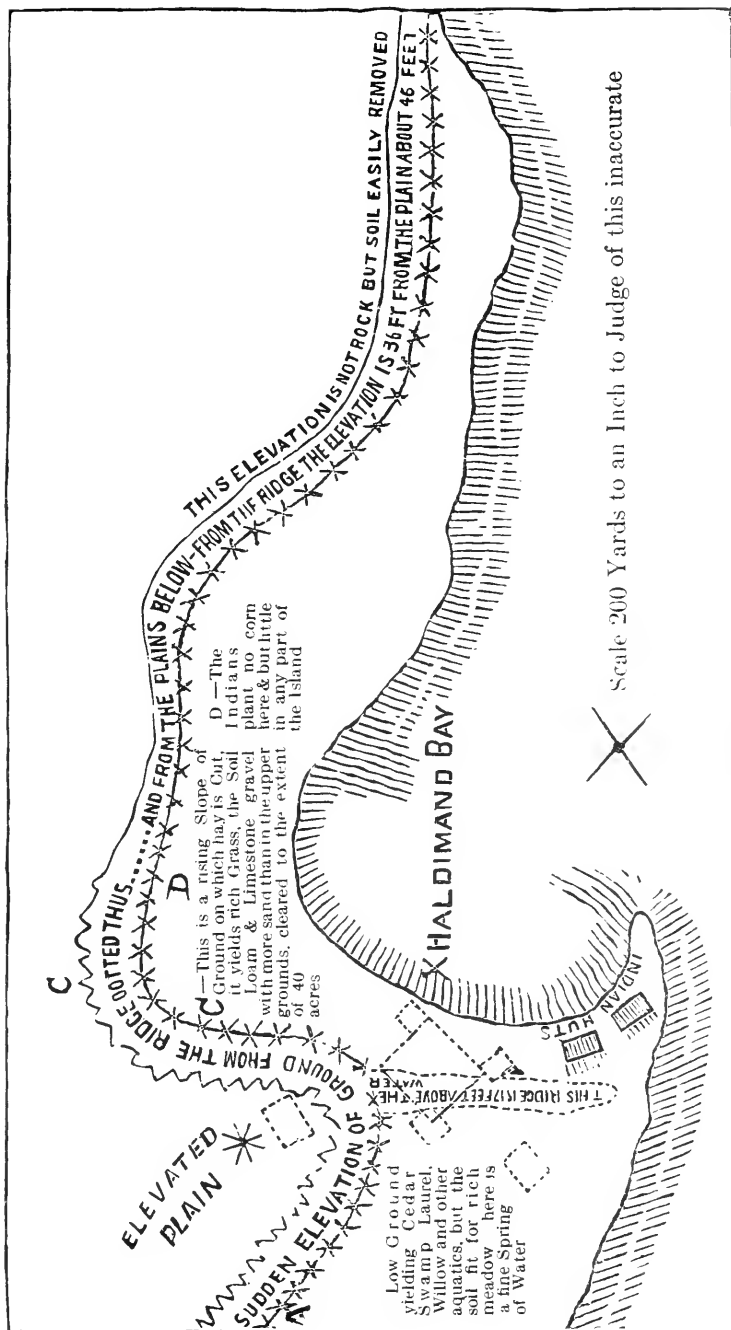 THIS ELEVATION IS NOT ROCK BUT SOIL EASILY REMOVED
SUDDEN ELEVATION OF GROUND FROM THE RIDGE DOTTED THUS........AND FROM THE PLAINS BELOW-FROM THE RIDGE THE ELEVATION IS 36 FT FROM THE PLAIN ABOUT 46 FEET
C
D
A
ELEVATED
PLAIN
C—This is a rising Slope of
Ground on which hay is Cut,
it yields rich Grass, the Soil
Loam & Limestone gravel
with more sand than in the upper
grounds, cleared to the extent
of 40
acres
D —The
Indians
plant no corn
here & but little
in any part of
the Island
HALDIMAND BAY
THIS RIDGE IS 17 FEET ABOVE THE
WATER
INDIAN
HUTS
Low Ground
yielding Cedar
Swamp Laurel,
Willow and other
aquatics, but the
soil fit for rich
meadow here is
a fine Spring
of Water
Scale 200 Yards to an Inch to Judge of this inaccurate